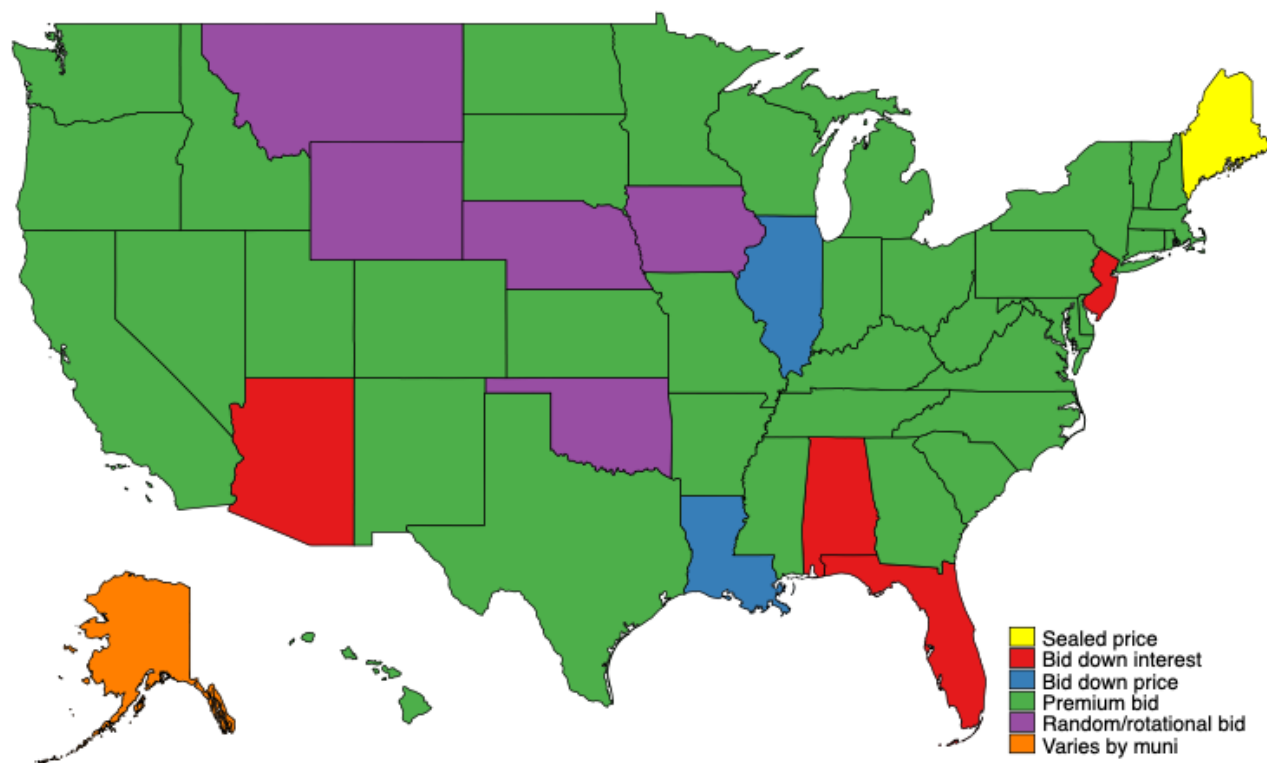 Sealed price
Bid down interest
Bid down price
Premium bid
Random/rotational bid
Varies by muni